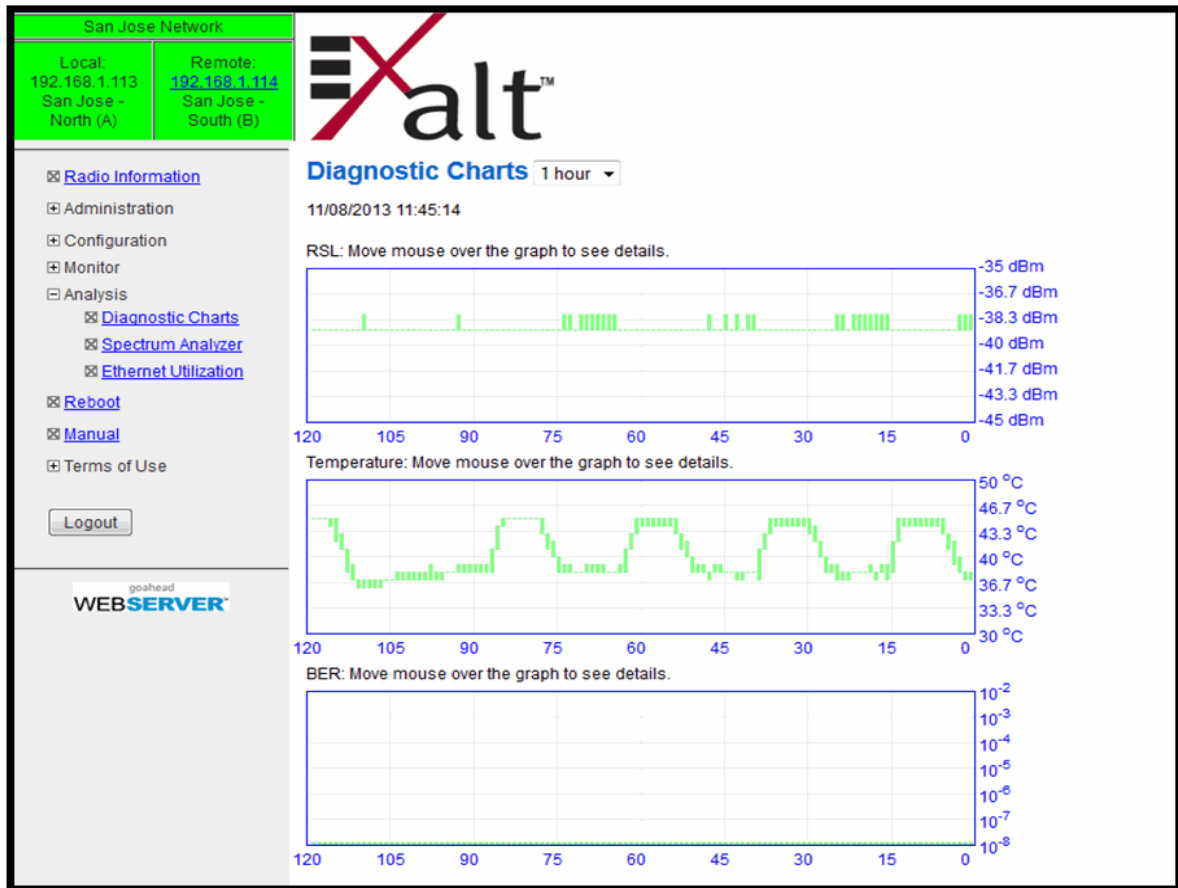 San Jose Network
Local:
192.168.1.113
San Jose -
North (A)
Remote:
192.168.1.114
San Jose -
South (B)
EXalt™
Radio Information
Administration
Configuration
Monitor
Analysis
Diagnostic Charts
Spectrum Analyzer
Ethernet Utilization
Reboot
Manual
Terms of Use
Logout
goahead
WEBSERVER
Diagnostic Charts 1 hour
11/08/2013 11:45:14
RSL: Move mouse over the graph to see details.
-35 dBm
-36.7 dBm
-38.3 dBm
-40 dBm
-41.7 dBm
-43.3 dBm
-45 dBm
120 105 90 75 60 45 30 15 0
Temperature: Move mouse over the graph to see details.
50 °C
46.7 °C
43.3 °C
40 °C
36.7 °C
33.3 °C
30 °C
120 105 90 75 60 45 30 15 0
BER: Move mouse over the graph to see details.
10^-2
10^-3
10^-4
10^-5
10^-6
10^-7
10^-8
120 105 90 75 60 45 30 15 0